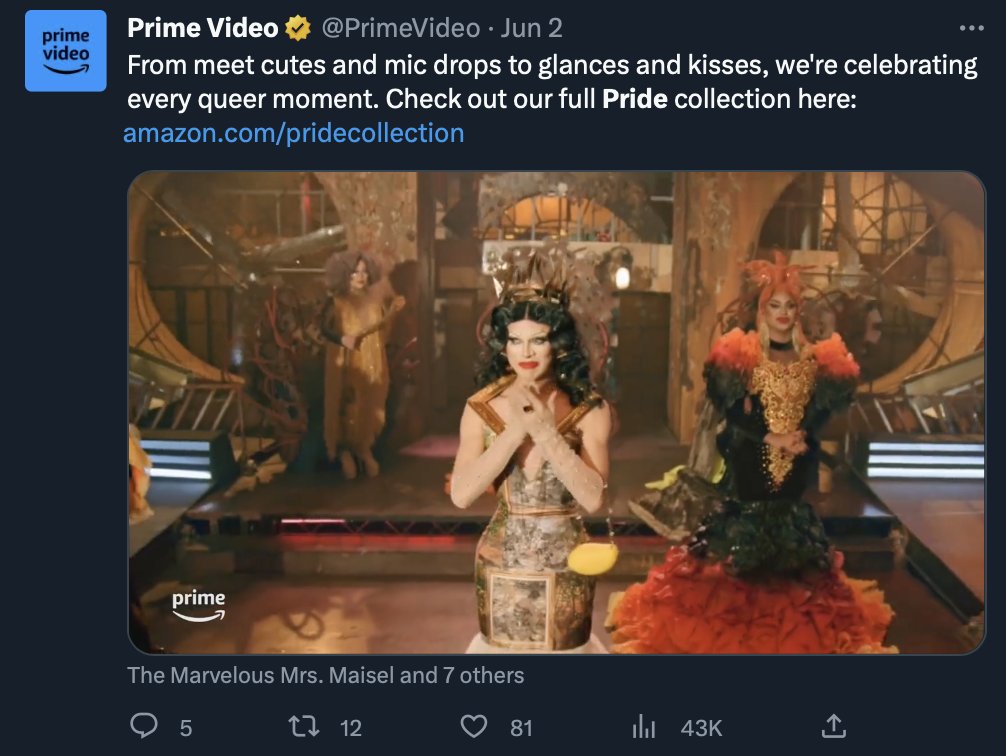 prime
video
Prime Video @PrimeVideo · Jun 2
From meet cutes and mic drops to glances and kisses, we're celebrating
every queer moment. Check out our full Pride collection here:
amazon.com/pridecollection
prime
The Marvelous Mrs. Maisel and 7 others
5 12 81 43K